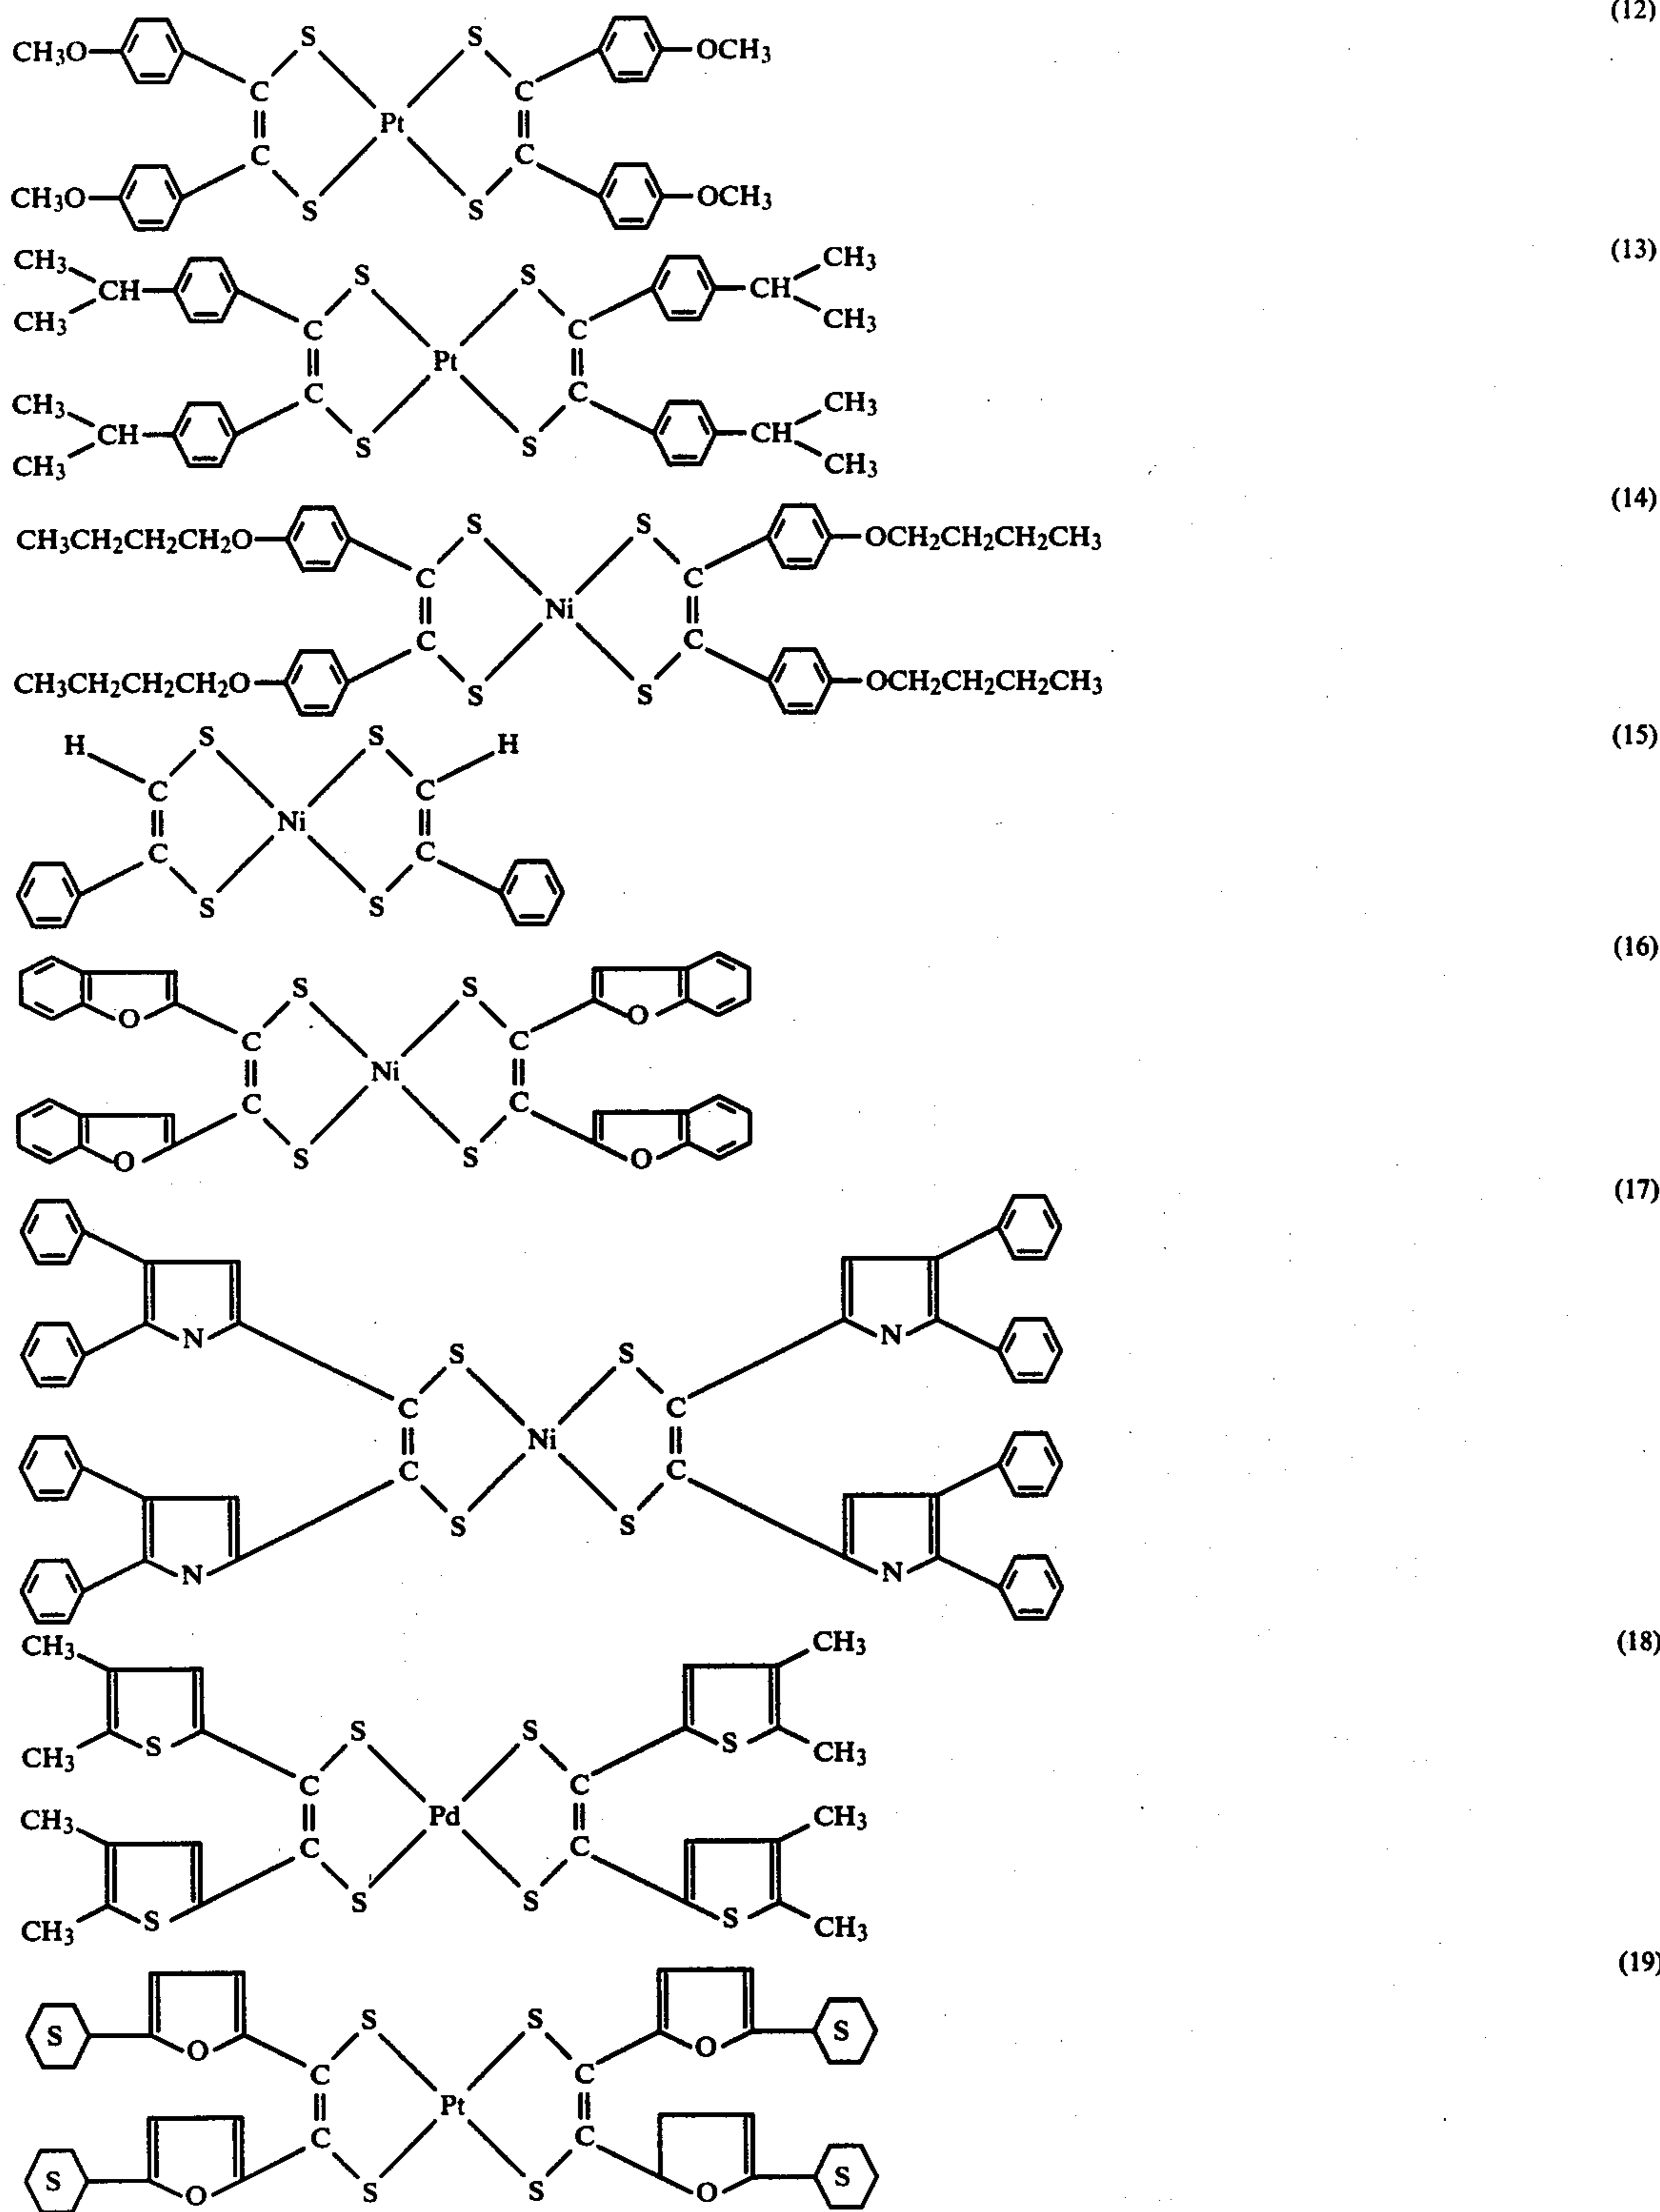 (12)
S S
CH3O OCH3
C C
Pt
C C
CH3O OCH3
S S
(13)
CH3 CH3
S S
CH CH
CH3 CH3
C C
Pt
C C
CH3 CH3
CH CH
S S
CH3 CH3
(14)
S S
CH3CH2CH2CH2O OCH2CH2CH2CH3
C C
Ni
C C
CH3CH2CH2CH2O OCH2CH2CH2CH3
S S
(15)
H S S H
C C
Ni
C C
S S
(16)
S S
O O
C C
Ni
C C
S S
O O
(17)
N N
S S
C C
Ni
C C
S S
N N
(18)
CH3 CH3
S S
CH3 S S CH3
C C
Pd
CH3 CH3
C C
S S
CH3 S S CH3
(19)
S S
S O O S
C C
Pt
C C
S S
S O O S